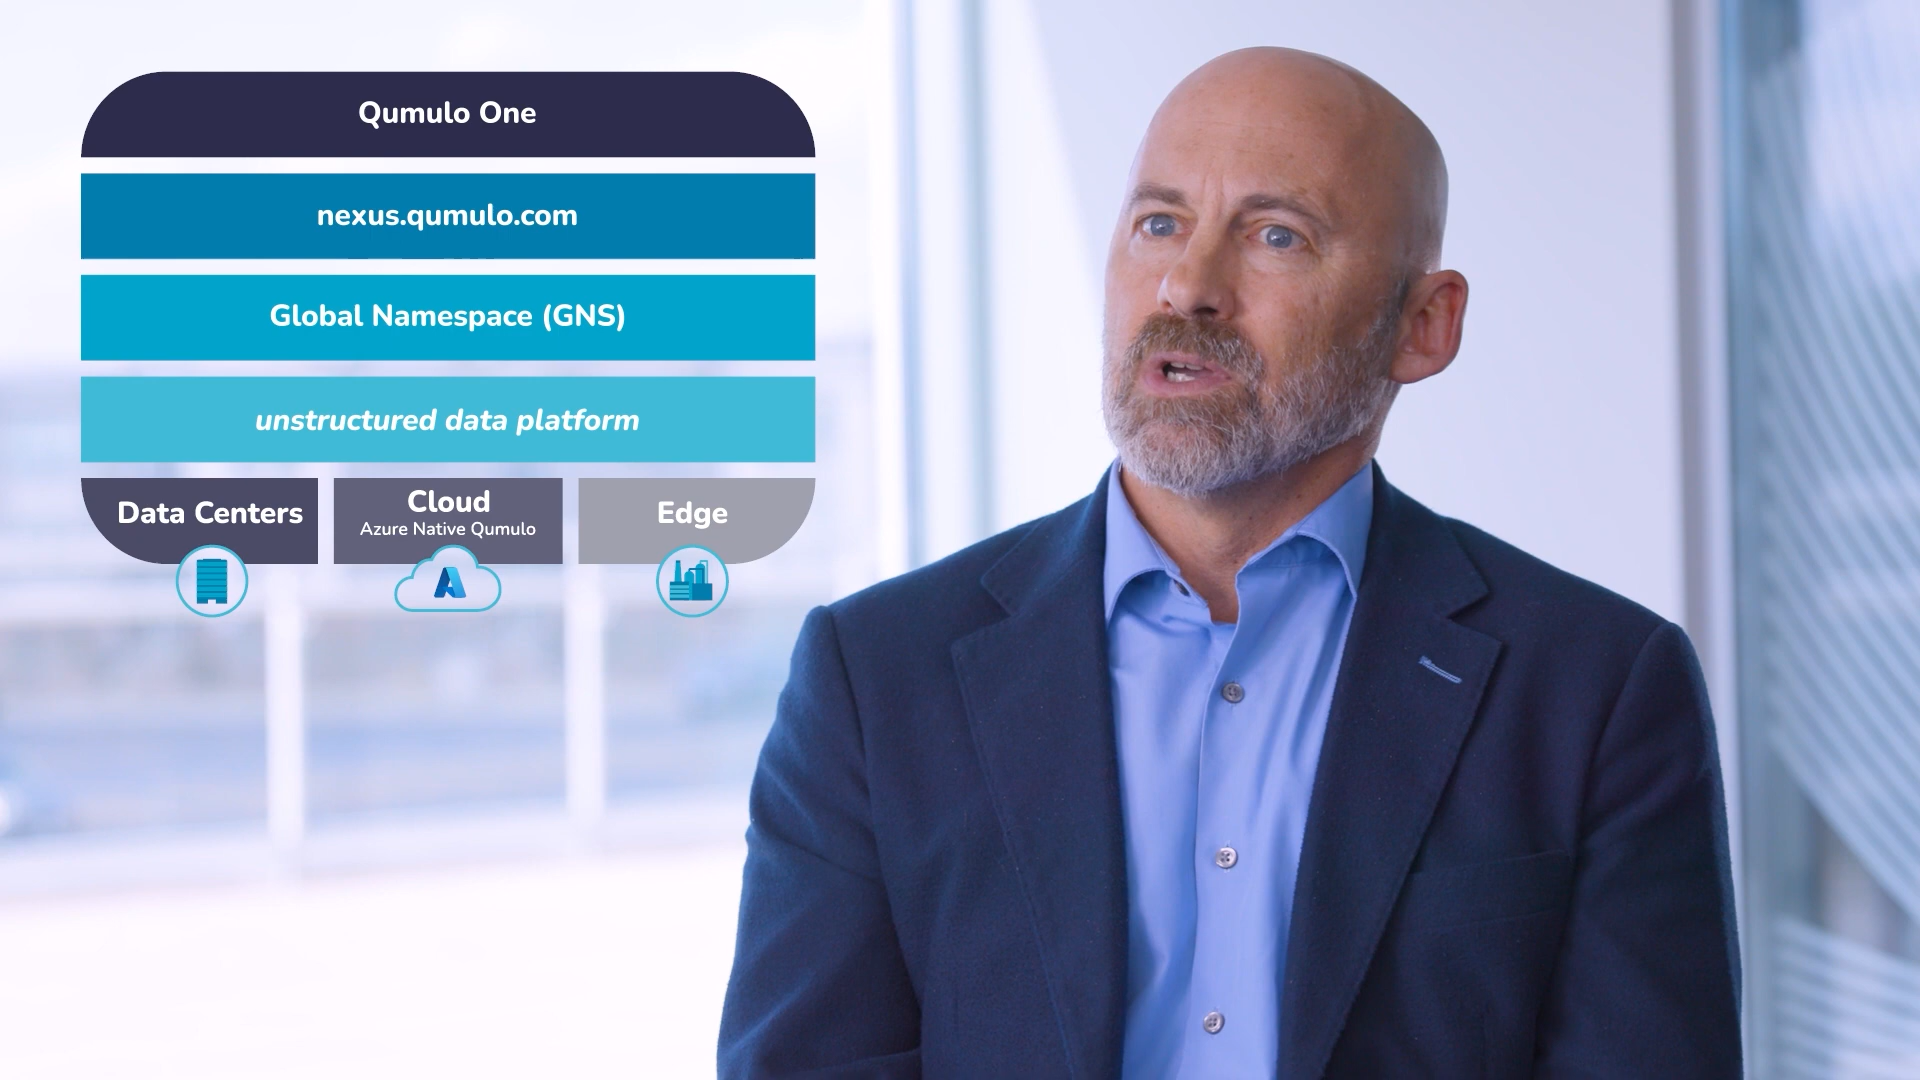 Qumulo One
nexus.qumulo.com
Global Namespace (GNS)
unstructured data platform
Data Centers
Cloud
Azure Native Qumulo
Edge